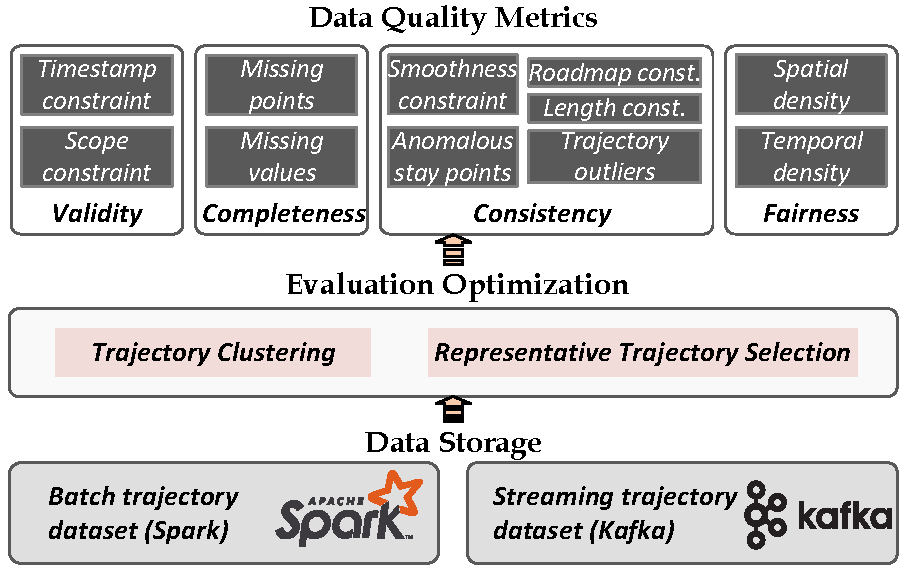 Data Quality Metrics
Timestamp
constraint
Scope
constraint
Validity
Missing
points
Missing
values
Completeness
Smoothness
constraint
Anomalous
stay points
Roadmap const.
Length const.
Trajectory
outliers
Consistency
Spatial
density
Temporal
density
Fairness
Evaluation Optimization
Trajectory Clustering
Representative Trajectory Selection
Data Storage
Batch trajectory
dataset (Spark)
APACHE
Spark™
Streaming trajectory
dataset (Kafka)
kafka